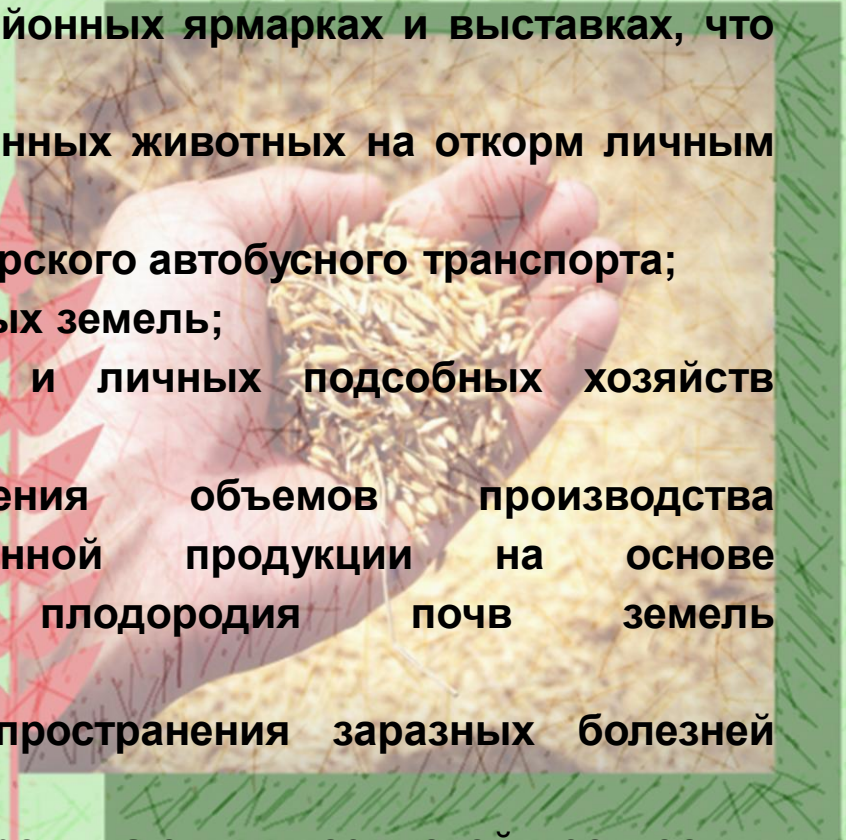 йонных ярмарках и выставках, что
нных животных на откорм личным
рского автобусного транспорта;
ых земель;
и личных подсобных хозяйств
ения объемов производства
нной продукции на основе
плодородия почв земель
пространения заразных болезней